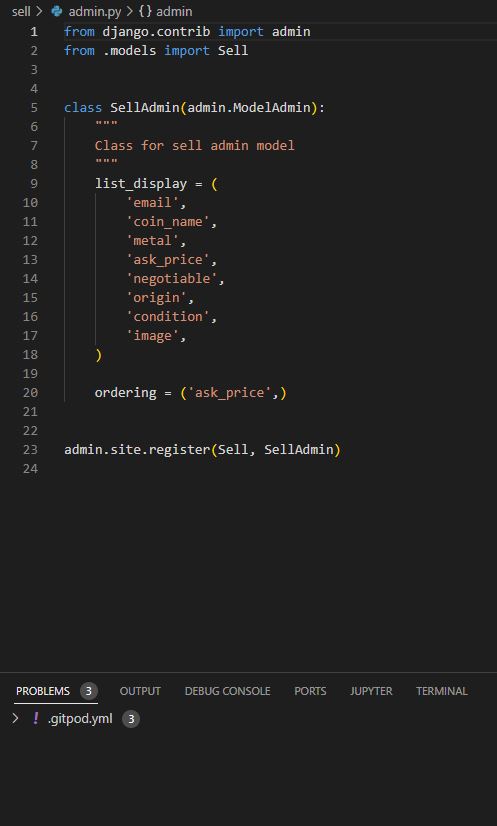 sell > admin.py > {} admin
1 from django.contrib import admin
2 from .models import Sell
3
4
5 class SellAdmin(admin.ModelAdmin):
6     """
7     Class for sell admin model
8     """
9     list_display = (
10         'email',
11         'coin_name',
12         'metal',
13         'ask_price',
14         'negotiable',
15         'origin',
16         'condition',
17         'image',
18     )
19
20     ordering = ('ask_price',)
21
22
23 admin.site.register(Sell, SellAdmin)
24
PROBLEMS 3 OUTPUT DEBUG CONSOLE PORTS JUPYTER TERMINAL
> ! .gitpod.yml 3